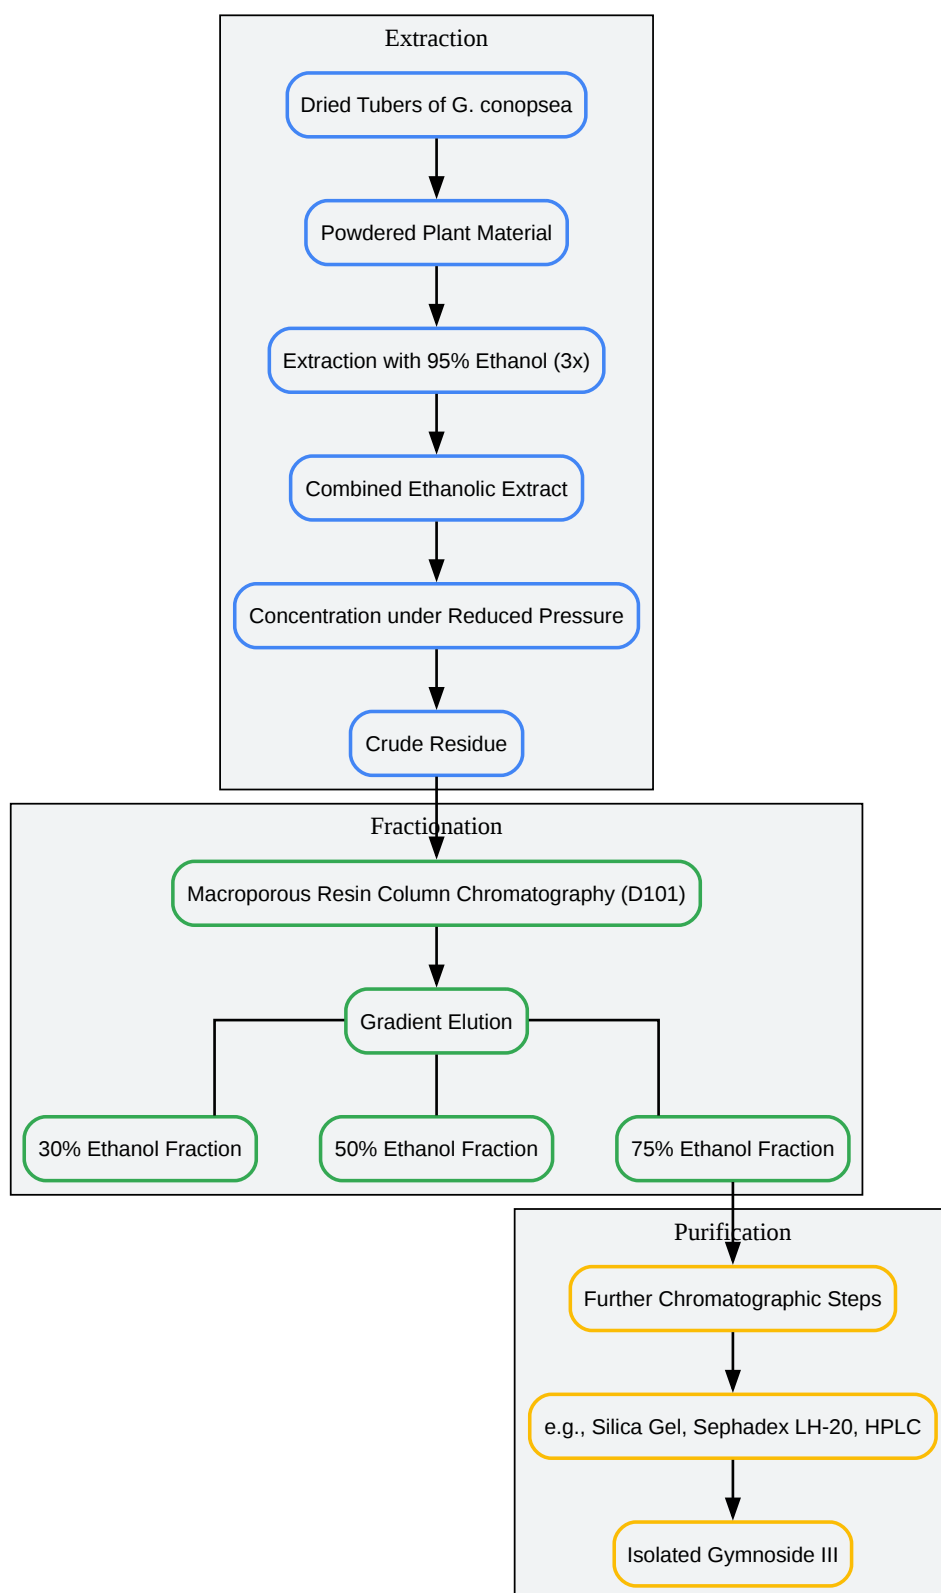 Extraction
Dried Tubers of G. conopsea
Powdered Plant Material
Extraction with 95% Ethanol (3x)
Combined Ethanolic Extract
Concentration under Reduced Pressure
Crude Residue
Fractionation
Macroporous Resin Column Chromatography (D101)
Gradient Elution
30% Ethanol Fraction
50% Ethanol Fraction
75% Ethanol Fraction
Purification
Further Chromatographic Steps
e.g., Silica Gel, Sephadex LH-20, HPLC
Isolated Gymnoside III